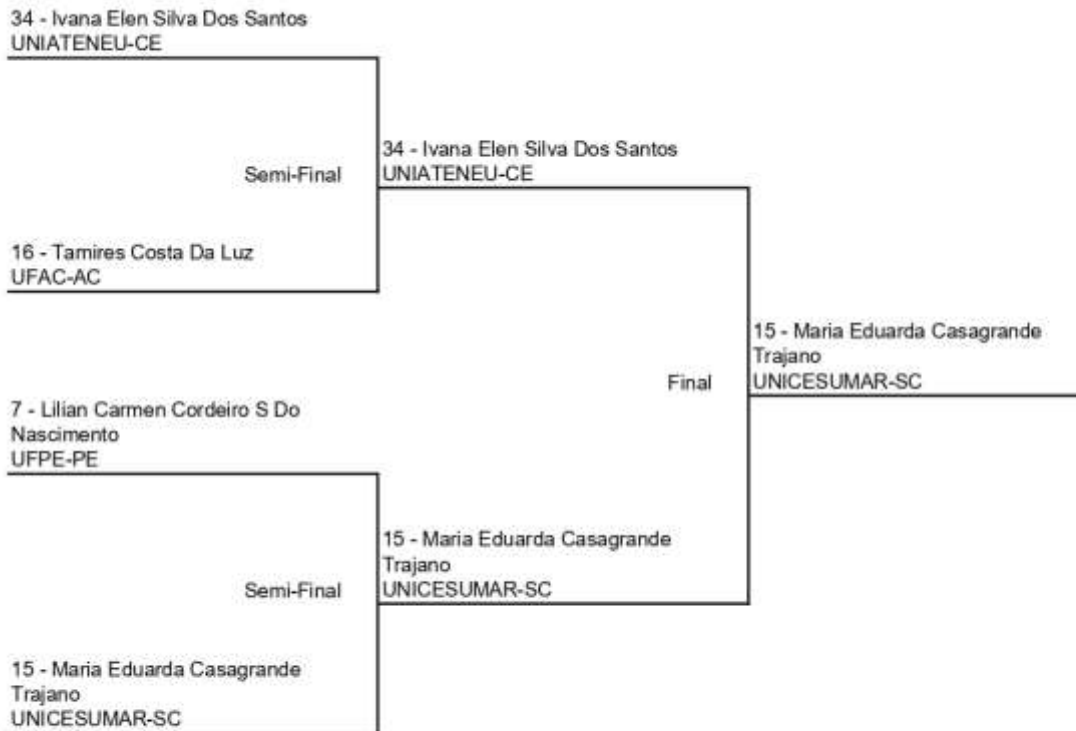 34 - Ivana Elen Silva Dos Santos
UNIATENEU-CE
34 - Ivana Elen Silva Dos Santos
UNIATENEU-CE
Semi-Final
16 - Tamires Costa Da Luz
UFAC-AC
15 - Maria Eduarda Casagrande
Trajano
UNICESUMAR-SC
Final
7 - Lilian Carmen Cordeiro S Do
Nascimento
UFPE-PE
15 - Maria Eduarda Casagrande
Trajano
UNICESUMAR-SC
Semi-Final
15 - Maria Eduarda Casagrande
Trajano
UNICESUMAR-SC